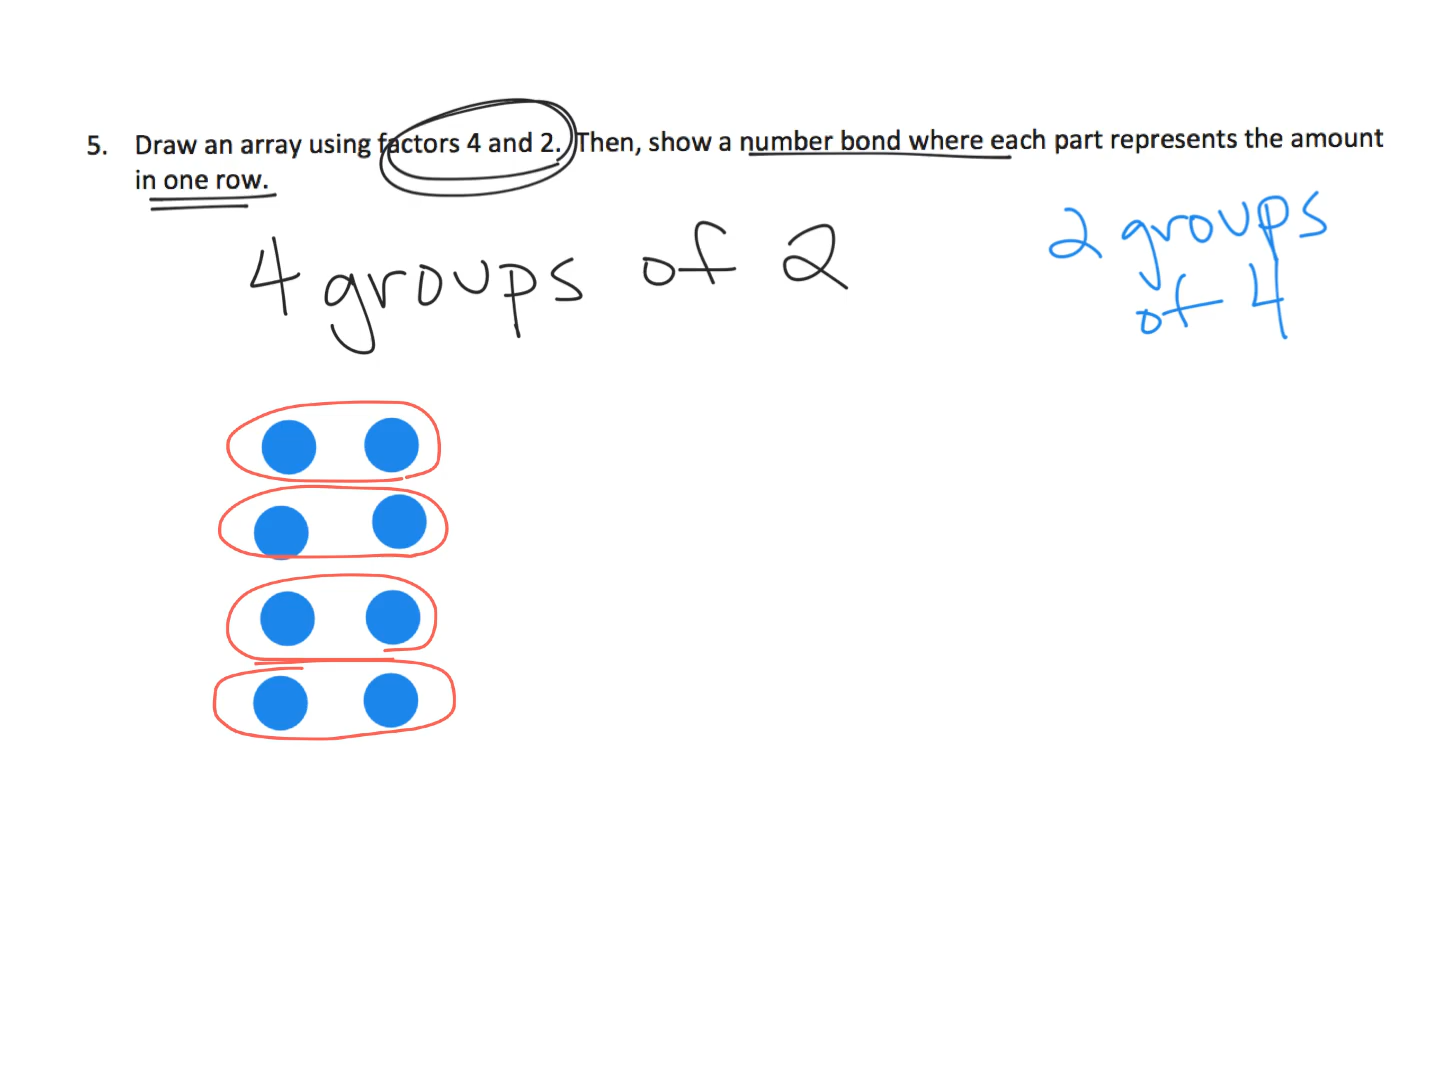 5. Draw an array using factors 4 and 2. Then, show a number bond where each part represents the amount
in one row.
4 groups of 2
2 groups
of 4